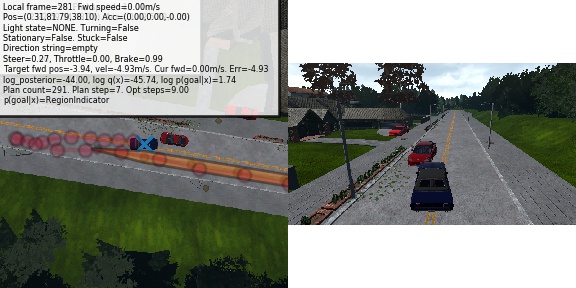 Local frame=281. Fwd speed=0.00m/s
Pos=(0.31,81.79,38.10). Acc=(0.00,0.00,-0.00)
Light state=NONE. Turning=False
Stationary=False. Stuck=False
Direction string=empty
Steer=0.27, Throttle=0.00, Brake=0.99
Target fwd pos=-3.94, vel=-4.93m/s. Cur fwd=0.00m/s. Err=-4.93
log_posterior=-44.00, log q(x)=-45.74, log p(goal|x)=1.74
Plan count=291. Plan step=7. Opt steps=9.00
p(goal|x)=RegionIndicator